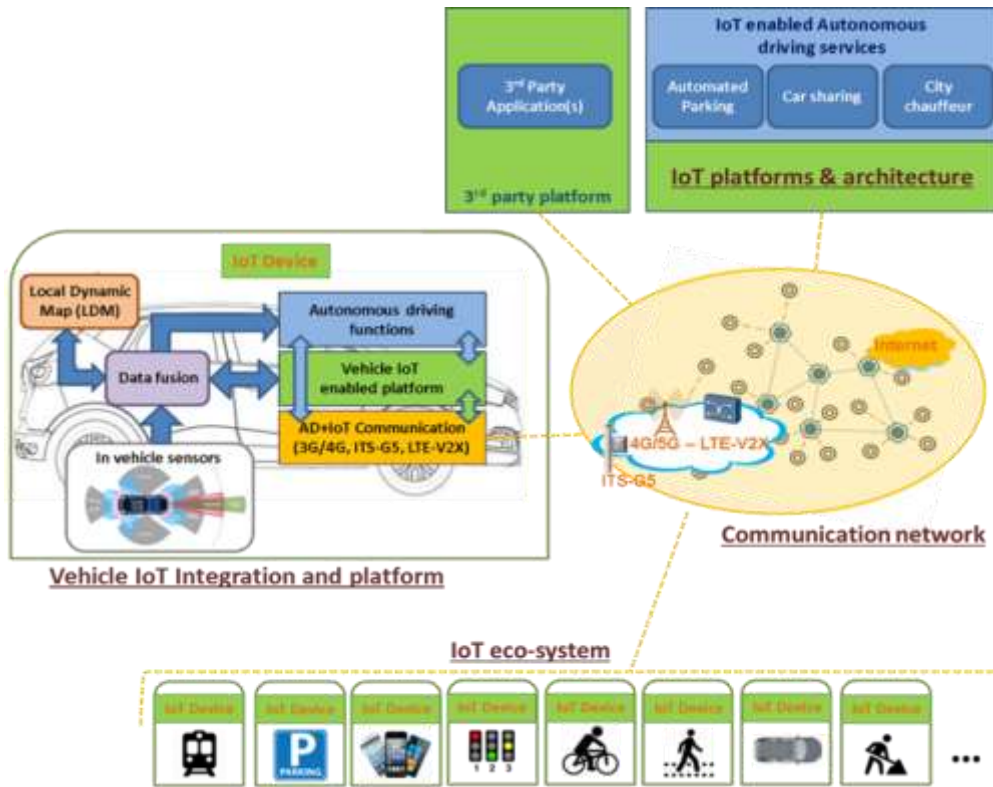 3rd Party
Application(s)
3rd party platform
IoT enabled Autonomous
driving services
Automated
Parking
Car sharing
City
chauffeur
IoT platforms & architecture
IoT Device
Local Dynamic
Map (LDM)
Autonomous driving
functions
Data fusion
Vehicle IoT
enabled platform
AD+IoT Communication
(3G/4G, ITS-G5, LTE-V2X)
In vehicle sensors
Vehicle IoT Integration and platform
Internet
4G/5G – LTE-V2X
ITS-G5
Communication network
IoT eco-system
IoT Device
IoT Device
IoT Device
IoT Device
IoT Device
IoT Device
IoT Device
IoT Device
P
PARKING
1 2 3
...